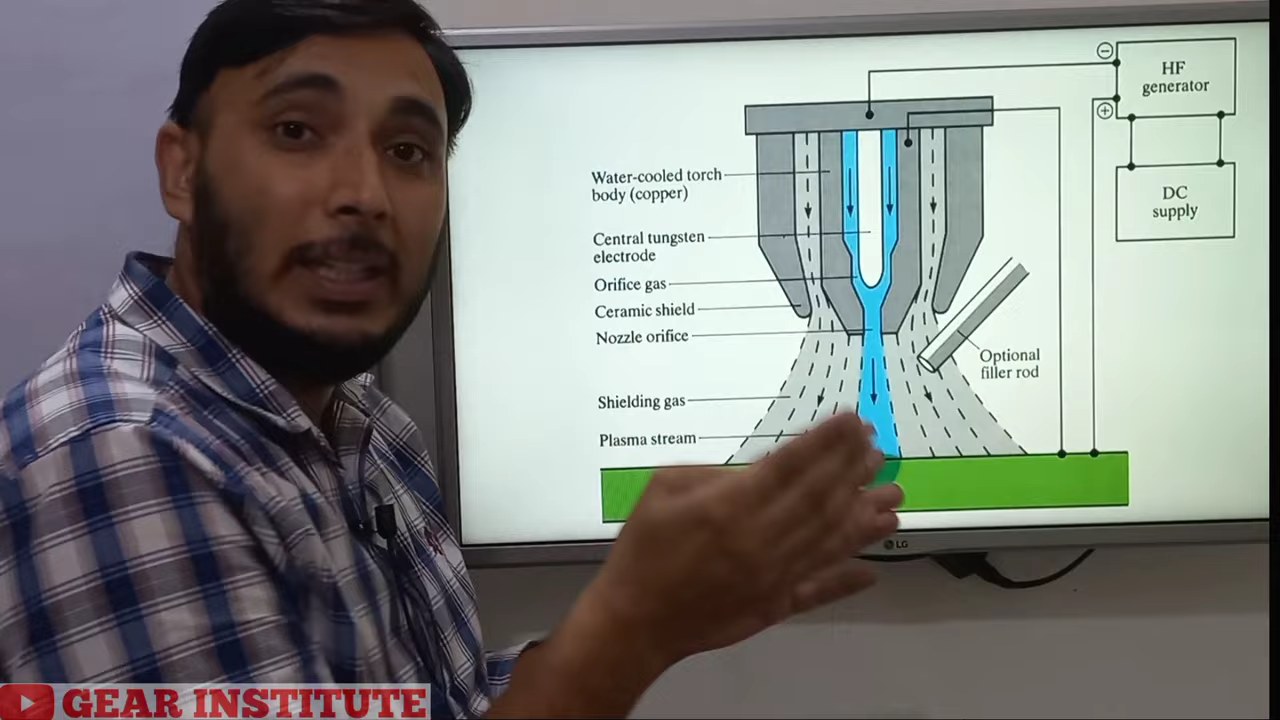 HF
generator
DC
supply
Water-cooled torch
body (copper)
Central tungsten
electrode
Orifice gas
Ceramic shield
Nozzle orifice
Optional
filler rod
Shielding gas
Plasma stream
LG
GEAR INSTITUTE